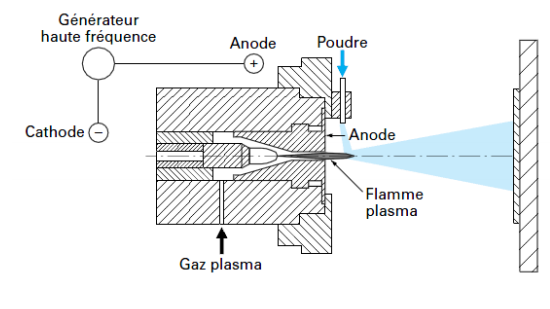 Générateur
haute fréquence
Anode
Poudre
+
Cathode −
Anode
Flamme
plasma
Gaz plasma